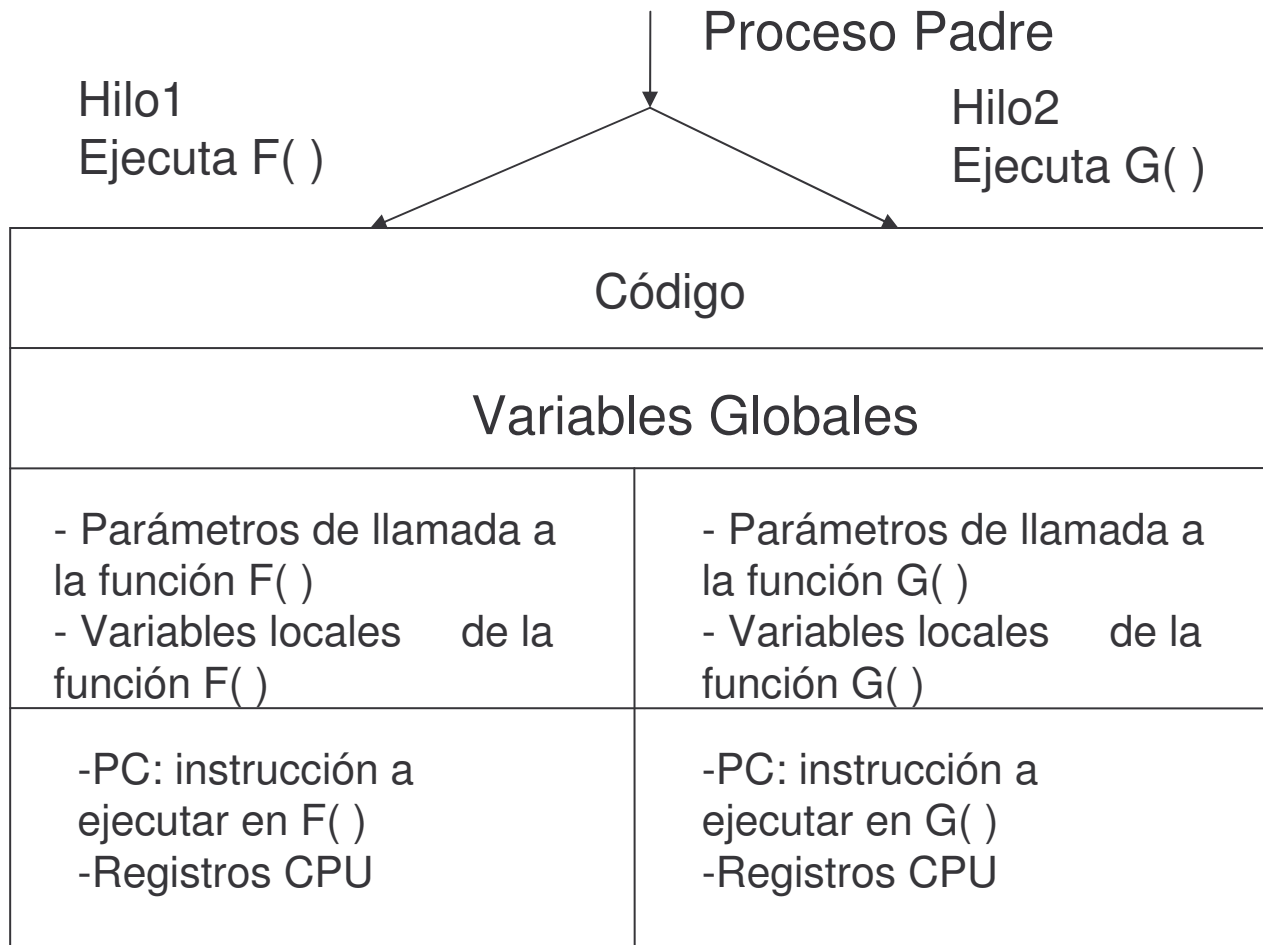 Proceso Padre
Hilo1
Ejecuta F( )
Hilo2
Ejecuta G( )
Código
Variables Globales
- Parámetros de llamada a
la función F( )
- Variables locales de la
función F( )
- Parámetros de llamada a
la función G( )
- Variables locales de la
función G( )
-PC: instrucción a
ejecutar en F( )
-Registros CPU
-PC: instrucción a
ejecutar en G( )
-Registros CPU